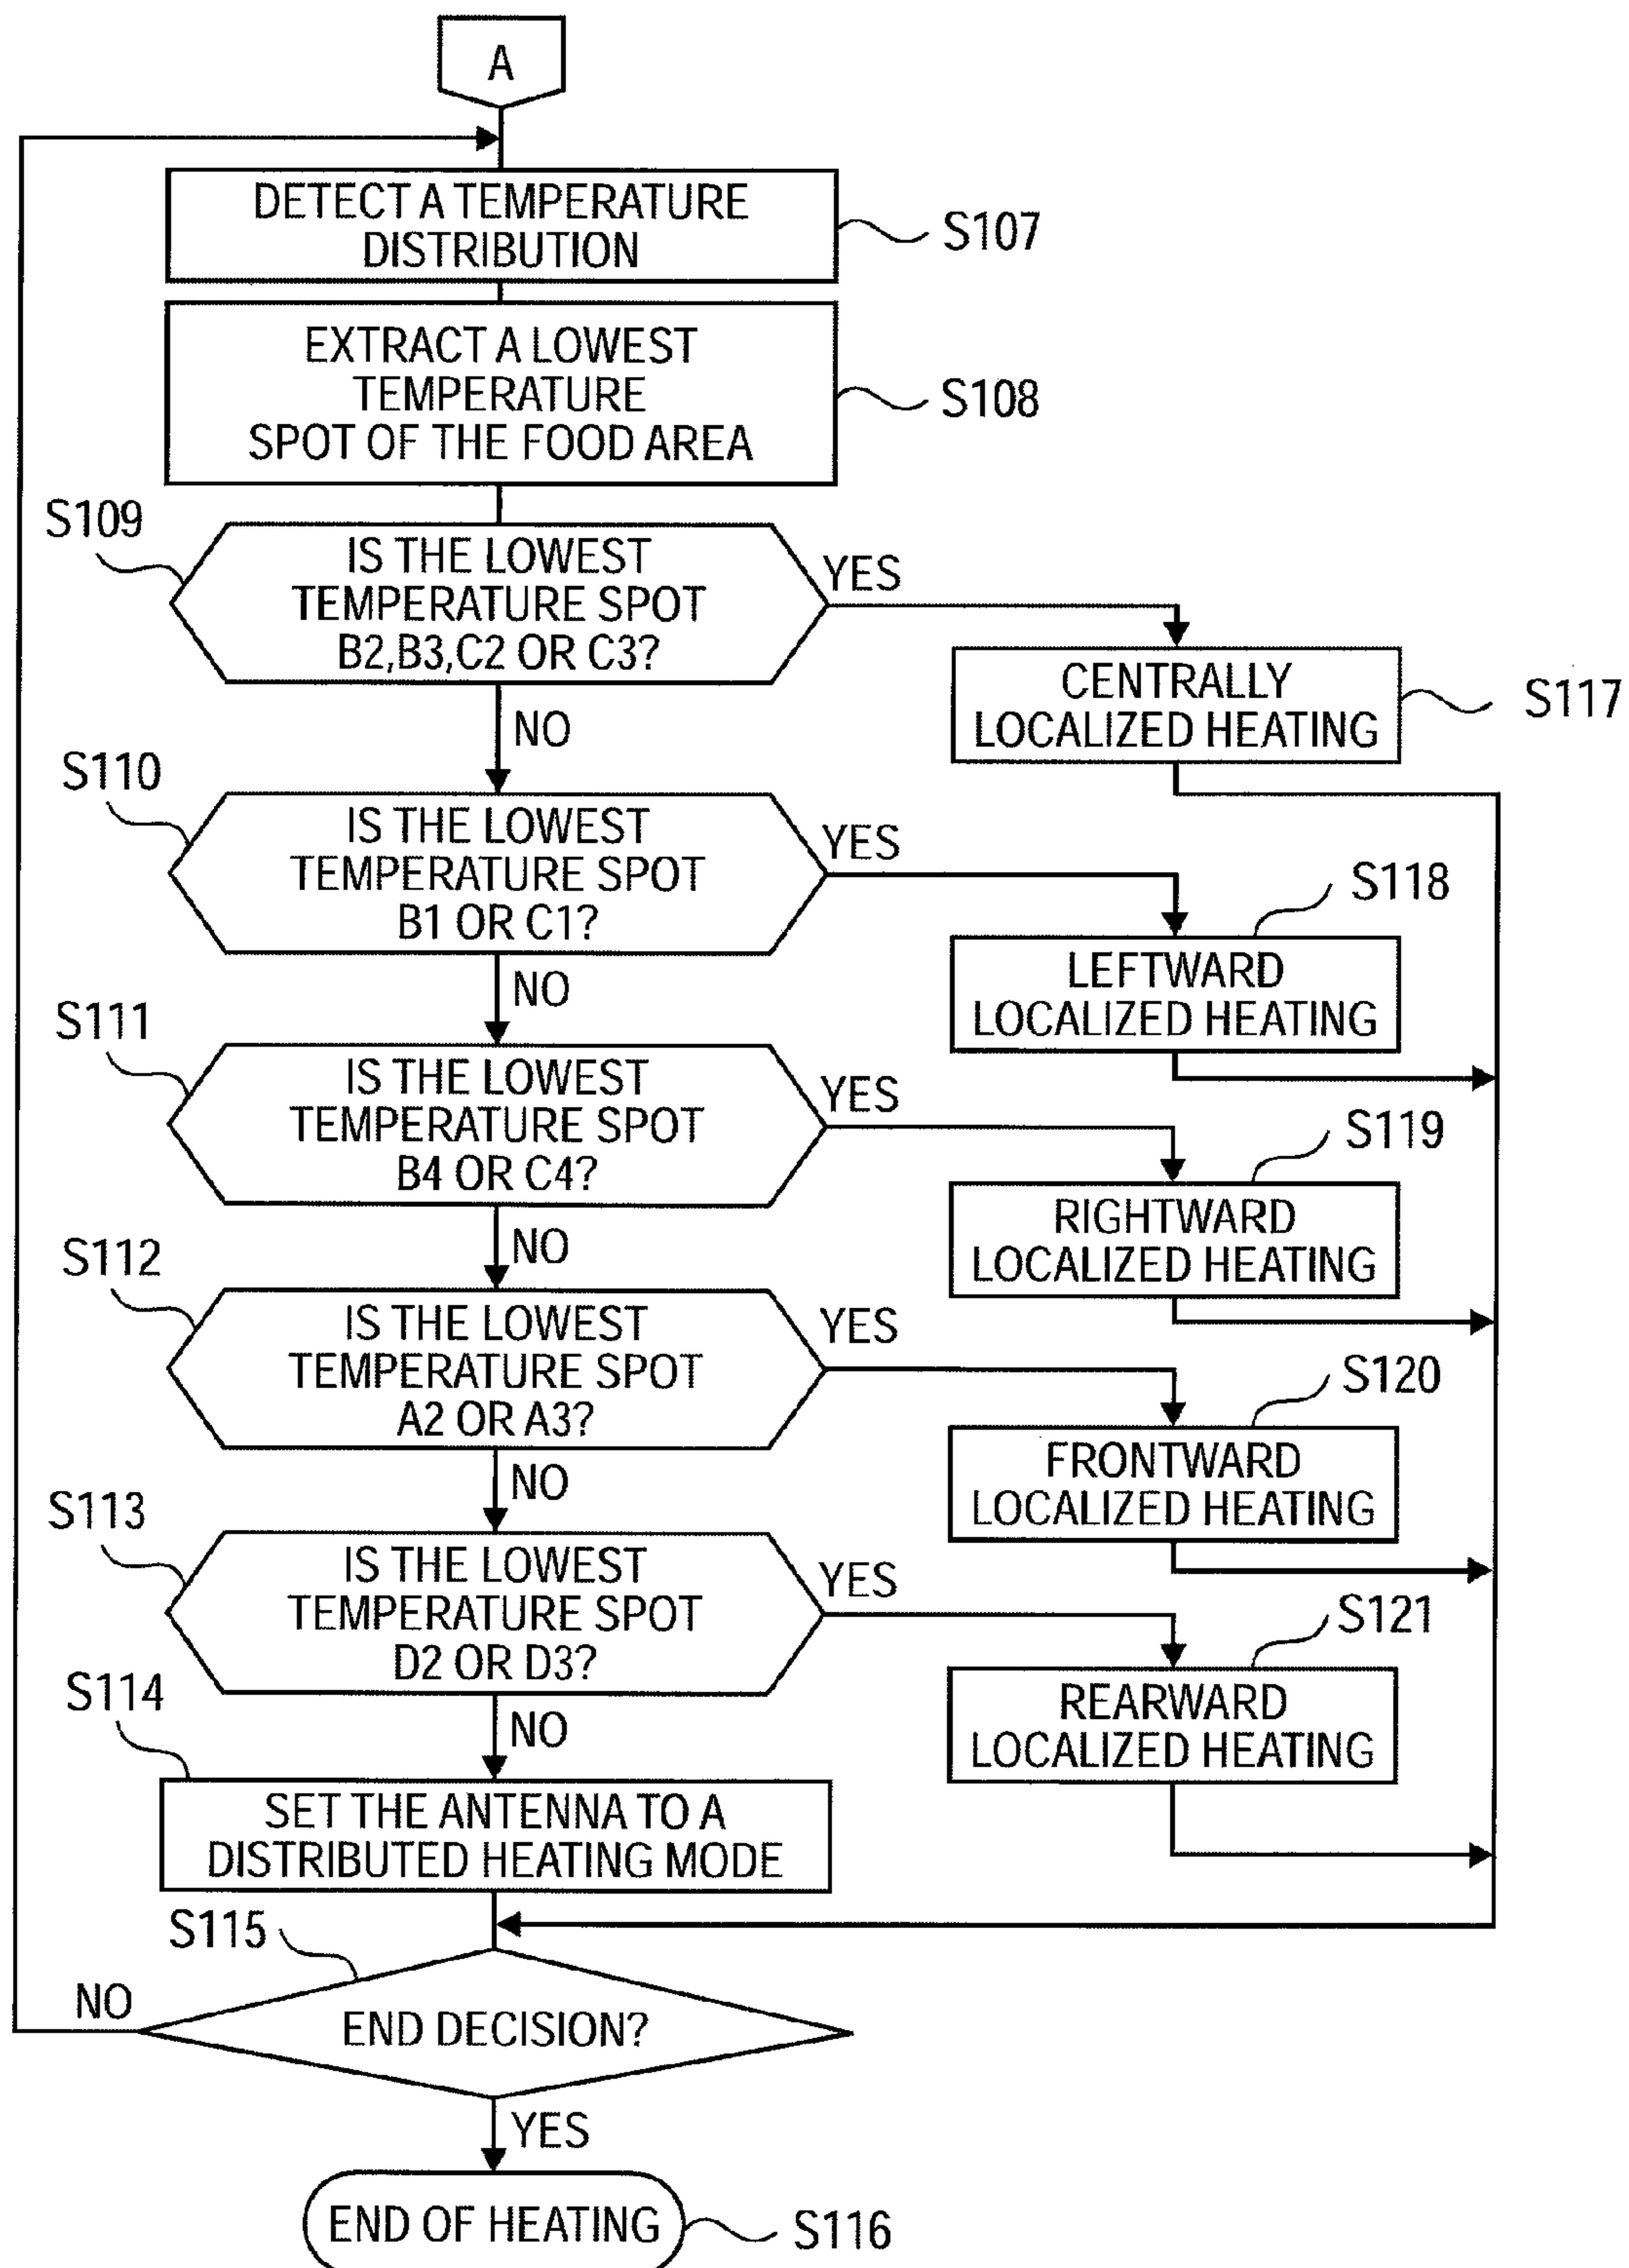 A
DETECT A TEMPERATURE
DISTRIBUTION
S107
EXTRACT A LOWEST
TEMPERATURE
SPOT OF THE FOOD AREA
S108
S109
IS THE LOWEST
TEMPERATURE SPOT
B2,B3,C2 OR C3?
YES
CENTRALLY
LOCALIZED HEATING
S117
NO
S110
IS THE LOWEST
TEMPERATURE SPOT
B1 OR C1?
YES
S118
LEFTWARD
LOCALIZED HEATING
NO
S111
IS THE LOWEST
TEMPERATURE SPOT
B4 OR C4?
YES
S119
RIGHTWARD
LOCALIZED HEATING
NO
S112
IS THE LOWEST
TEMPERATURE SPOT
A2 OR A3?
YES
S120
FRONTWARD
LOCALIZED HEATING
NO
S113
IS THE LOWEST
TEMPERATURE SPOT
D2 OR D3?
YES
S121
REARWARD
LOCALIZED HEATING
NO
S114
SET THE ANTENNA TO A
DISTRIBUTED HEATING MODE
S115
NO
END DECISION?
YES
END OF HEATING
S116